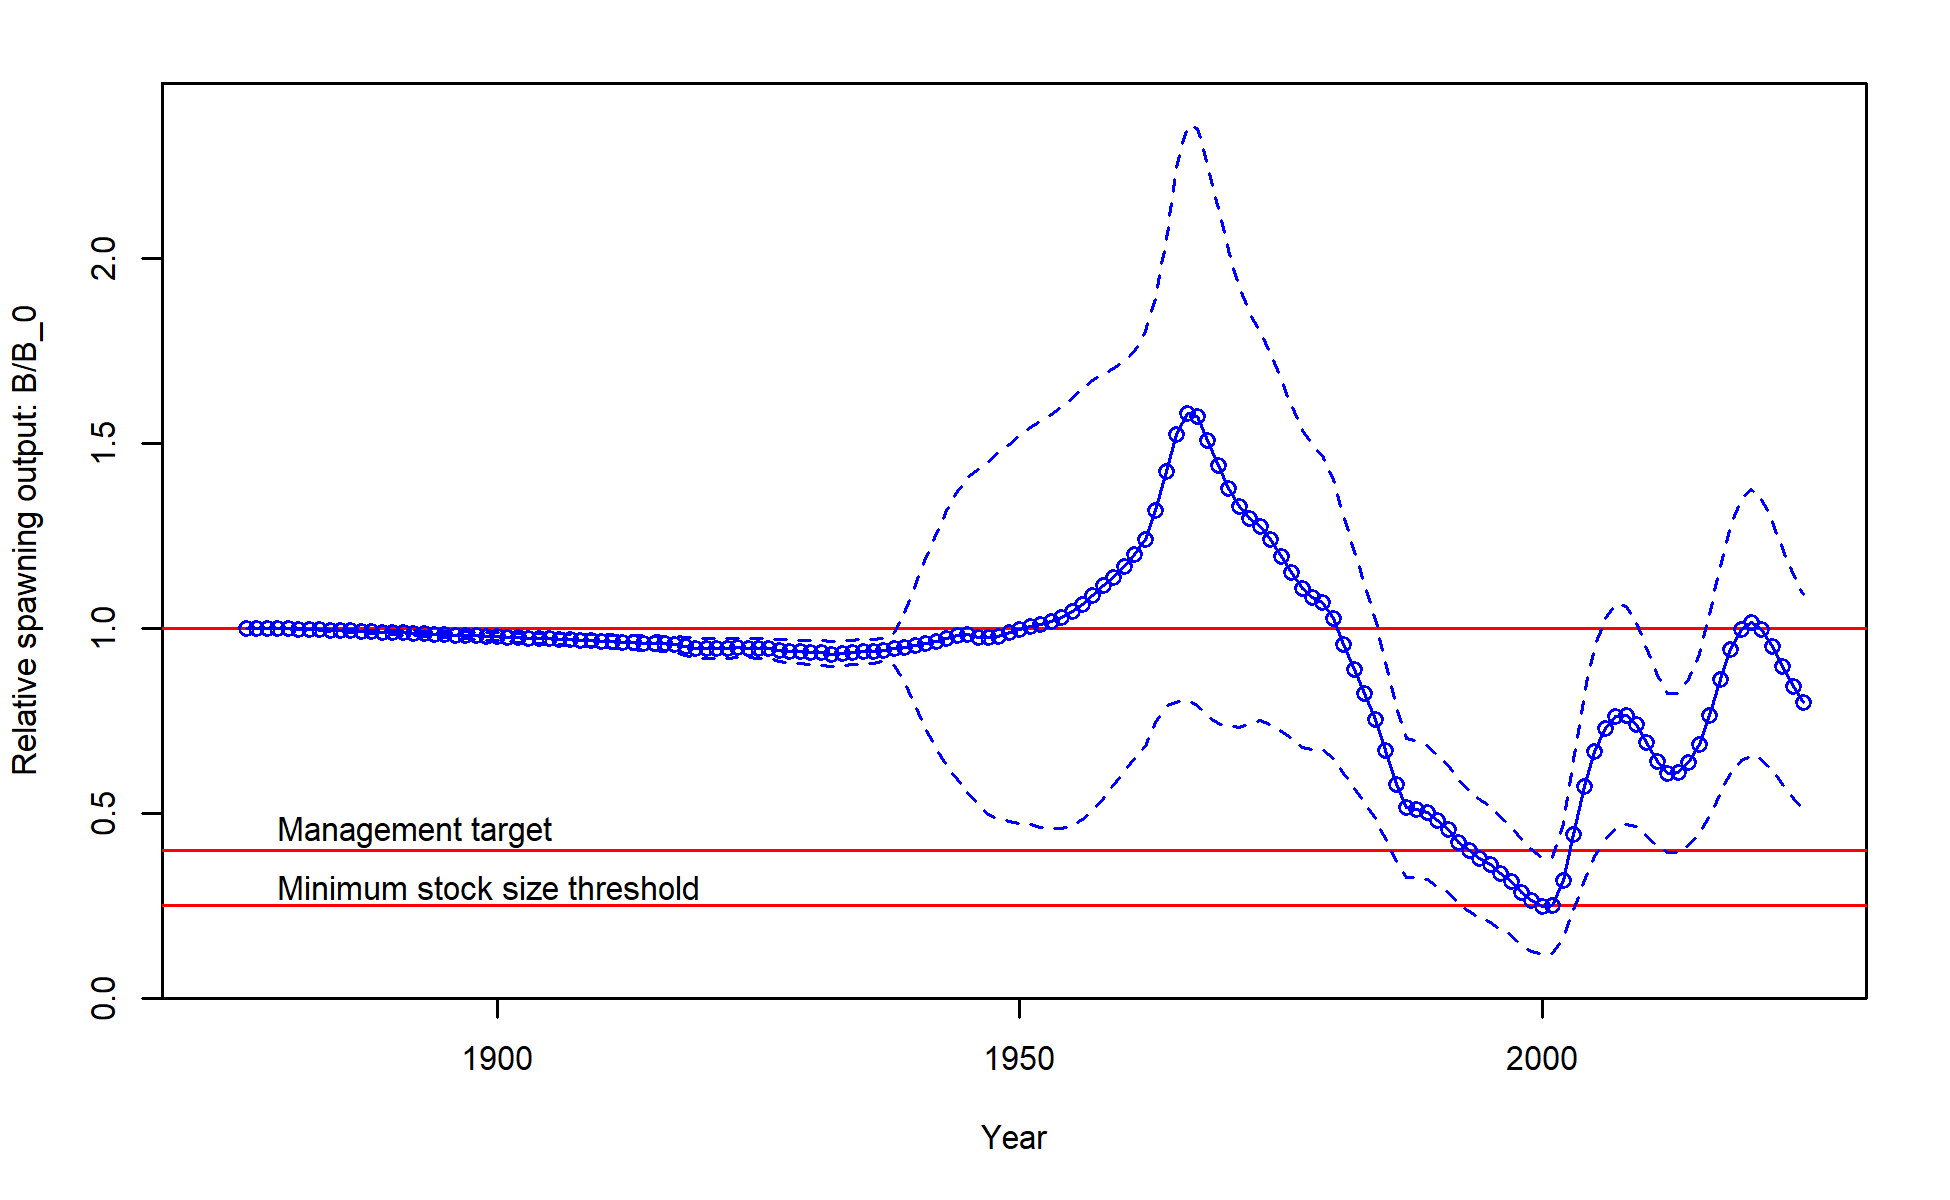 Relative spawning output: B/B_0
2.0
1.5
1.0
0.5
0.0
Management target
Minimum stock size threshold
1900
1950
2000
Year